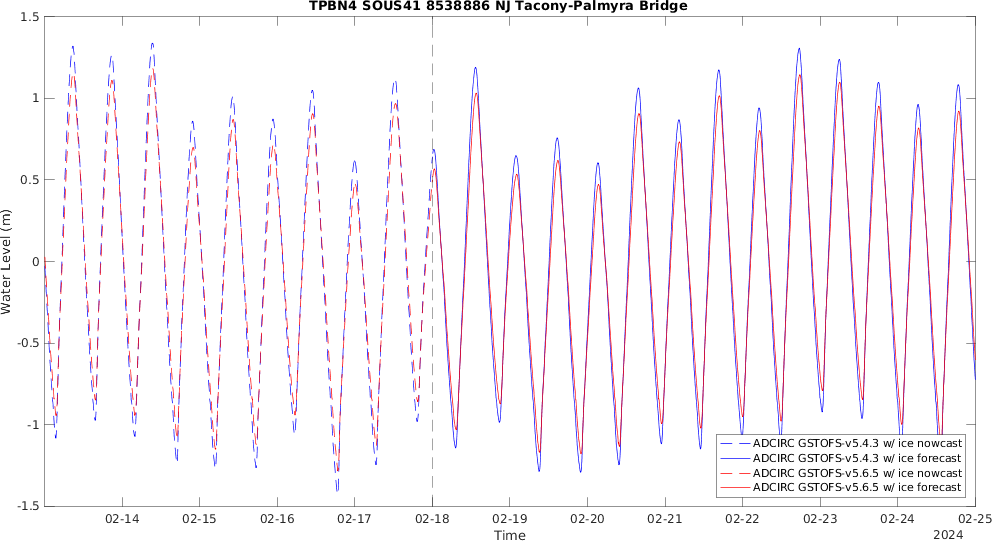 TPBN4 SOUS41 8538886 NJ Tacony-Palmyra Bridge
1.5
1
0.5
0
-0.5
-1
-1.5
Water Level (m)
ADCIRC GSTOFS-v5.4.3 w/ ice nowcast
ADCIRC GSTOFS-v5.4.3 w/ ice forecast
ADCIRC GSTOFS-v5.6.5 w/ ice nowcast
ADCIRC GSTOFS-v5.6.5 w/ ice forecast
02-14 02-15 02-16 02-17 02-18 02-19 02-20 02-21 02-22 02-23 02-24 02-25
Time
2024